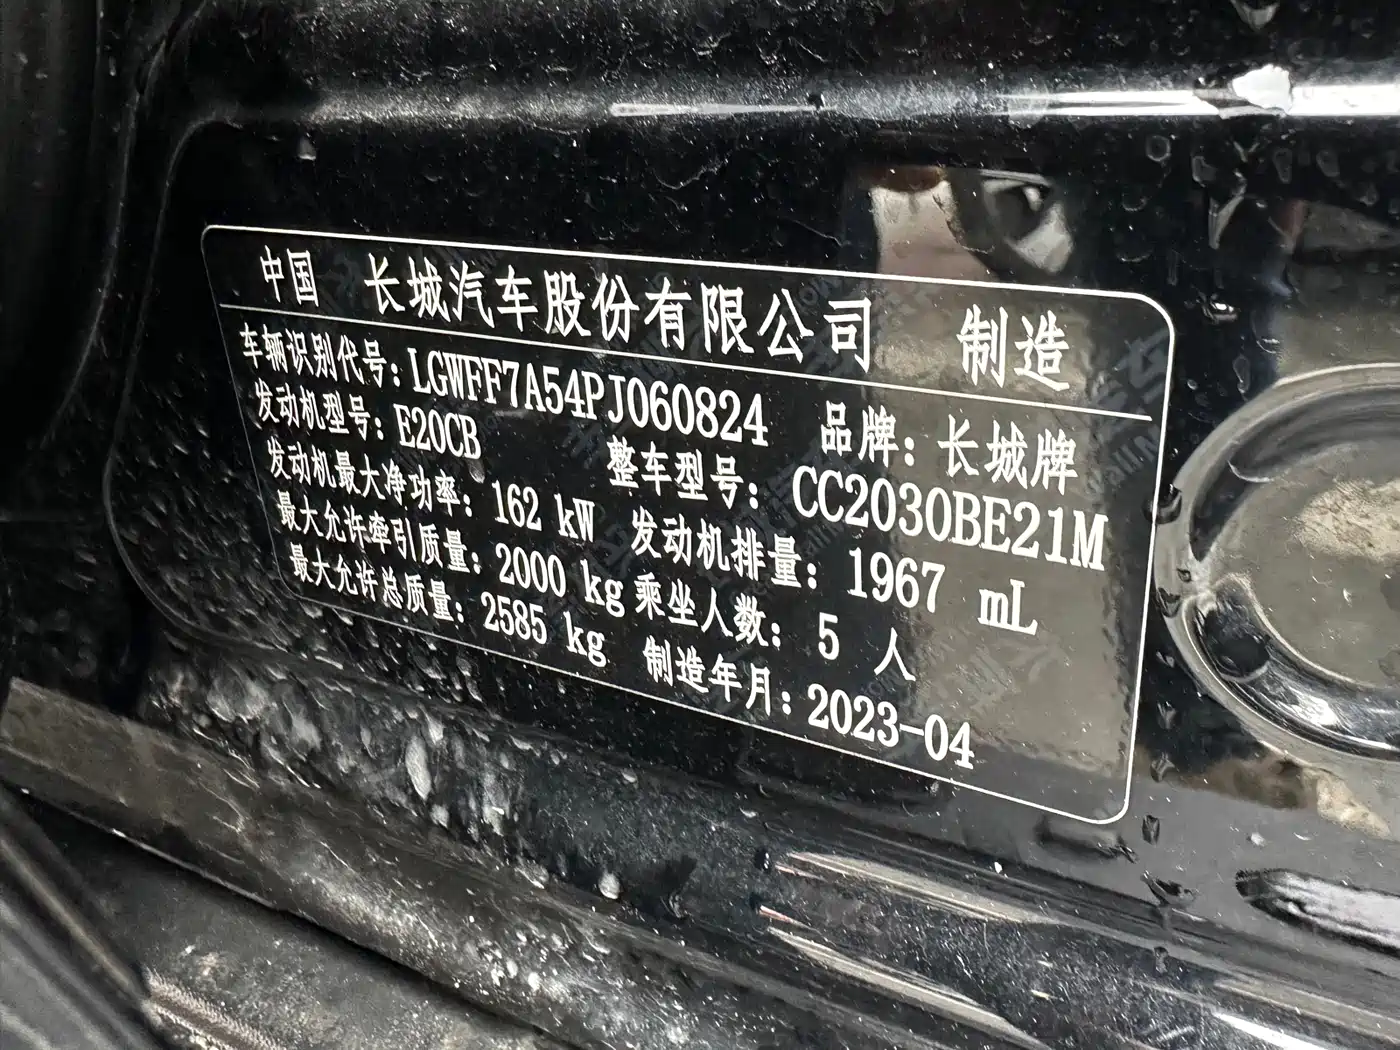 中国 长城汽车股份有限公司 制造
车辆识别代号: LGWFF7A54PJ060824 品牌: 长城牌
发动机型号: E20CB 整车型号: CC2030BE21M
发动机最大净功率: 162 kW 发动机排量: 1967 mL
最大允许牵引质量: 2000 kg 乘坐人数: 5 人
最大允许总质量: 2585 kg 制造年月: 2023-04